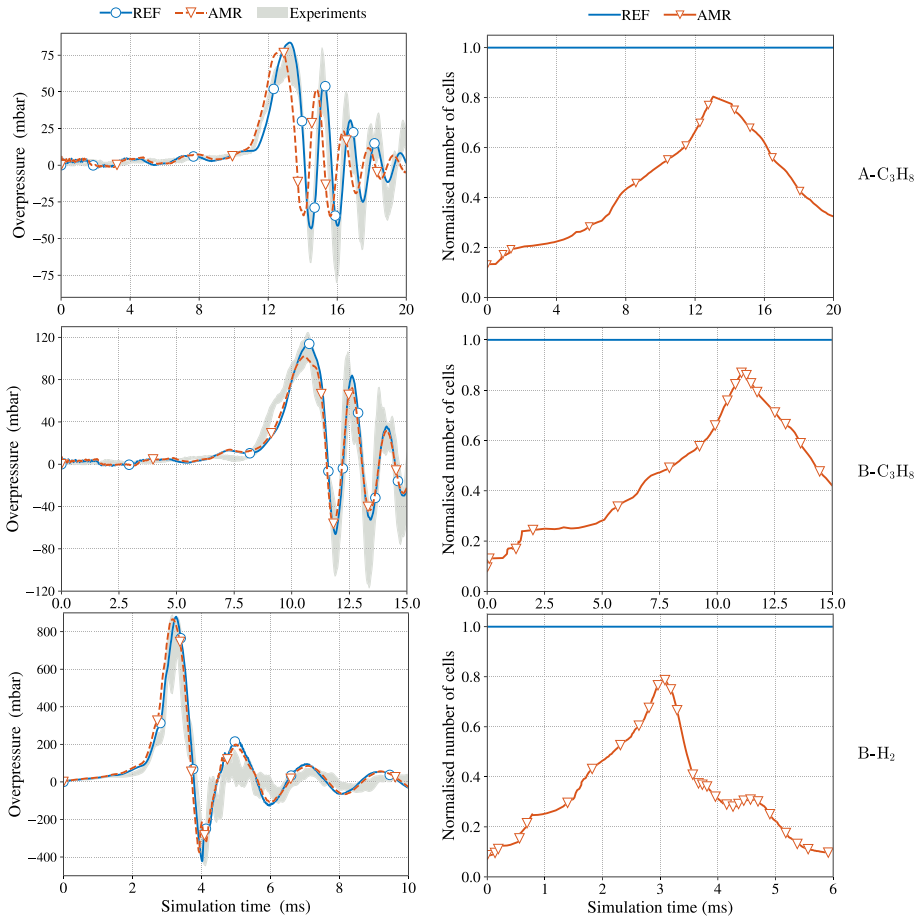 REF AMR Experiments
REF AMR
75
50
25
0
−25
−50
−75
Overpressure (mbar)
0 4 8 12 16 20
1.0
0.8
0.6
0.4
0.2
0.0
Normalised number of cells
0 4 8 12 16 20
A-C3H8
120
80
40
0
−40
−80
−120
Overpressure (mbar)
0.0 2.5 5.0 7.5 10.0 12.5 15.0
1.0
0.8
0.6
0.4
0.2
0.0
Normalised number of cells
0.0 2.5 5.0 7.5 10.0 12.5 15.0
B-C3H8
800
600
400
200
0
−200
−400
Overpressure (mbar)
0 2 4 6 8 10
Simulation time (ms)
1.0
0.8
0.6
0.4
0.2
0.0
Normalised number of cells
0 1 2 3 4 5 6
Simulation time (ms)
B-H2